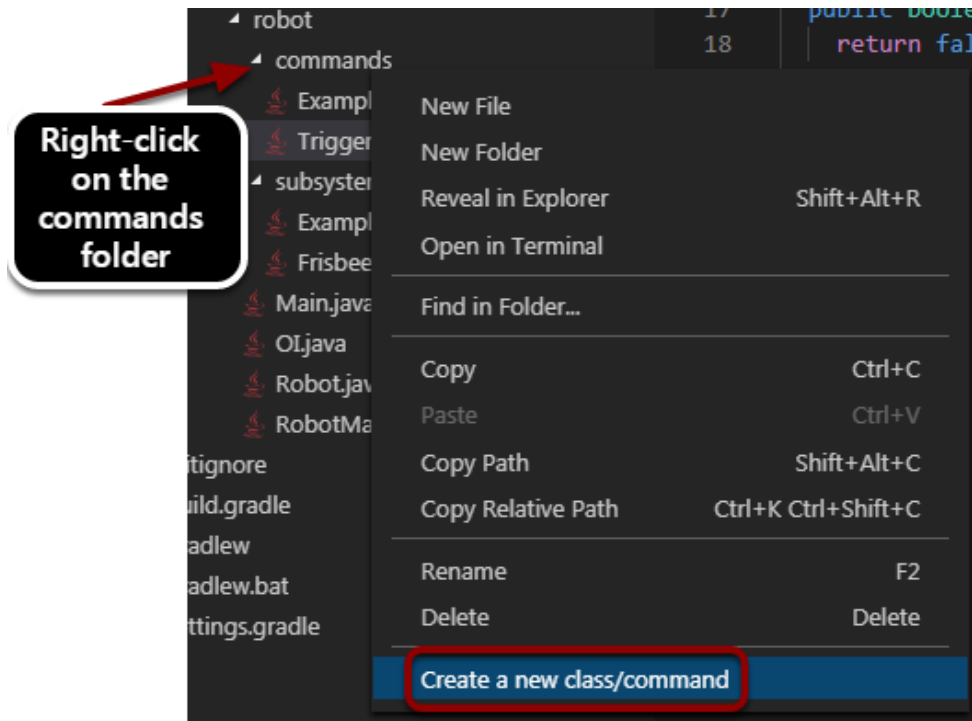 robot
commands
Exampl
Trigger
subsyster
Exampl
Frisbee
Main.java
OI.java
Robot.jav
RobotMa
itignore
uild.gradle
adlew
adlew.bat
ttings.gradle
Right-click
on the
commands
folder
17 public boole
18 return fal
New File
New Folder
Reveal in Explorer Shift+Alt+R
Open in Terminal
Find in Folder...
Copy Ctrl+C
Paste Ctrl+V
Copy Path Shift+Alt+C
Copy Relative Path Ctrl+K Ctrl+Shift+C
Rename F2
Delete Delete
Create a new class/command